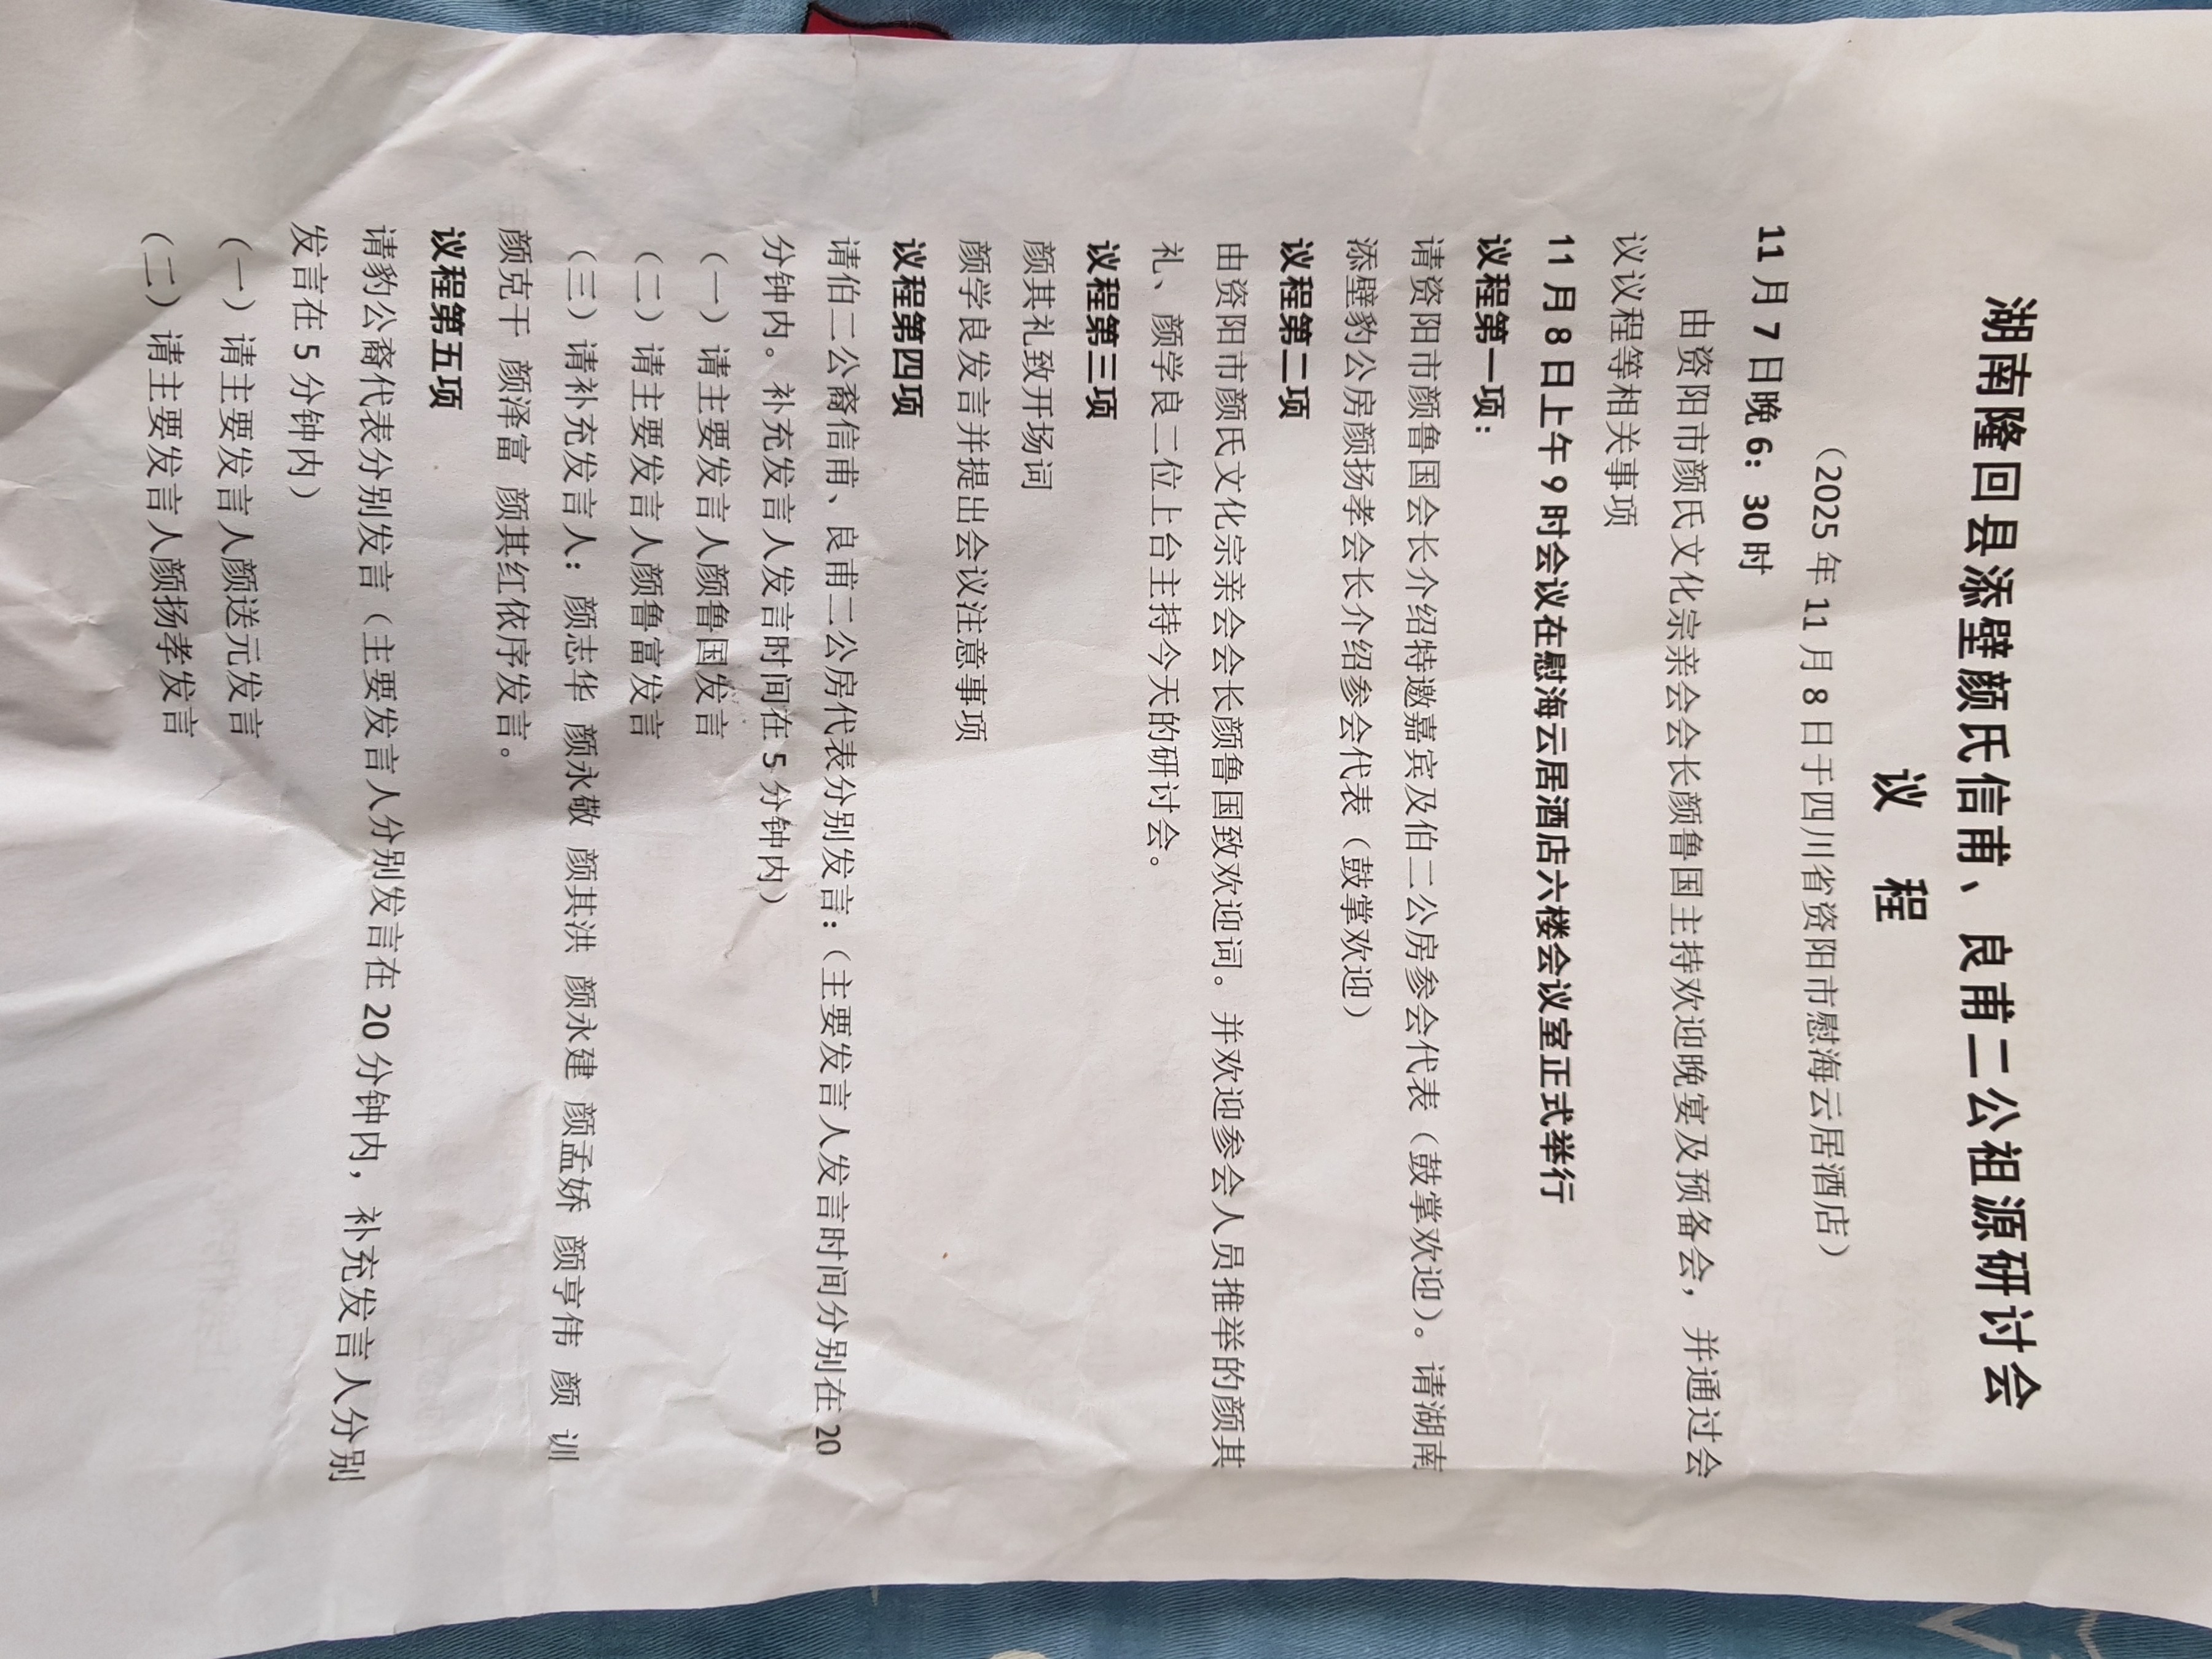 湖南隆回县添壁颜氏信甫、良甫二公祖源研讨会
议 程
（2025 年 11 月 8 日于四川省资阳市慰海云居酒店）
11 月 7 日晚 6：30 时
由资阳市颜氏文化宗亲会会长颜鲁国主持欢迎晚宴及预备会，并通过会
议议程等相关事项
11 月 8 日上午 9 时会议在慰海云居酒店六楼会议室正式举行
议程第一项：
请资阳市颜鲁国会长介绍特邀嘉宾及伯二公房参会代表（鼓掌欢迎）。请湖南
添壁豹公房颜扬孝会长介绍参会代表（鼓掌欢迎）
议程第二项
由资阳市颜氏文化宗亲会会长颜鲁国致欢迎词。并欢迎参会人员推举的颜其
礼、颜学良二位上台主持今天的研讨会。
议程第三项
颜其礼致开场词
颜学良发言并提出会议注意事项
议程第四项
请伯二公裔信甫、良甫二公房代表分别发言：（主要发言人发言时间分别在 20
分钟内。补充发言人发言时间在 5 分钟内）
（一）请主要发言人颜鲁国发言
（二）请主要发言人颜鲁富发言
（三）请补充发言人：颜志华 颜永敬 颜其洪 颜永建 颜孟娇 颜亨伟 颜 训
颜克干 颜泽富 颜其红依序发言。
议程第五项
请豹公裔代表分别发言（主要发言人分别发言在 20 分钟内，补充发言人分别
发言在 5 分钟内）
（一）请主要发言人颜送元发言
（二）请主要发言人颜扬孝发言